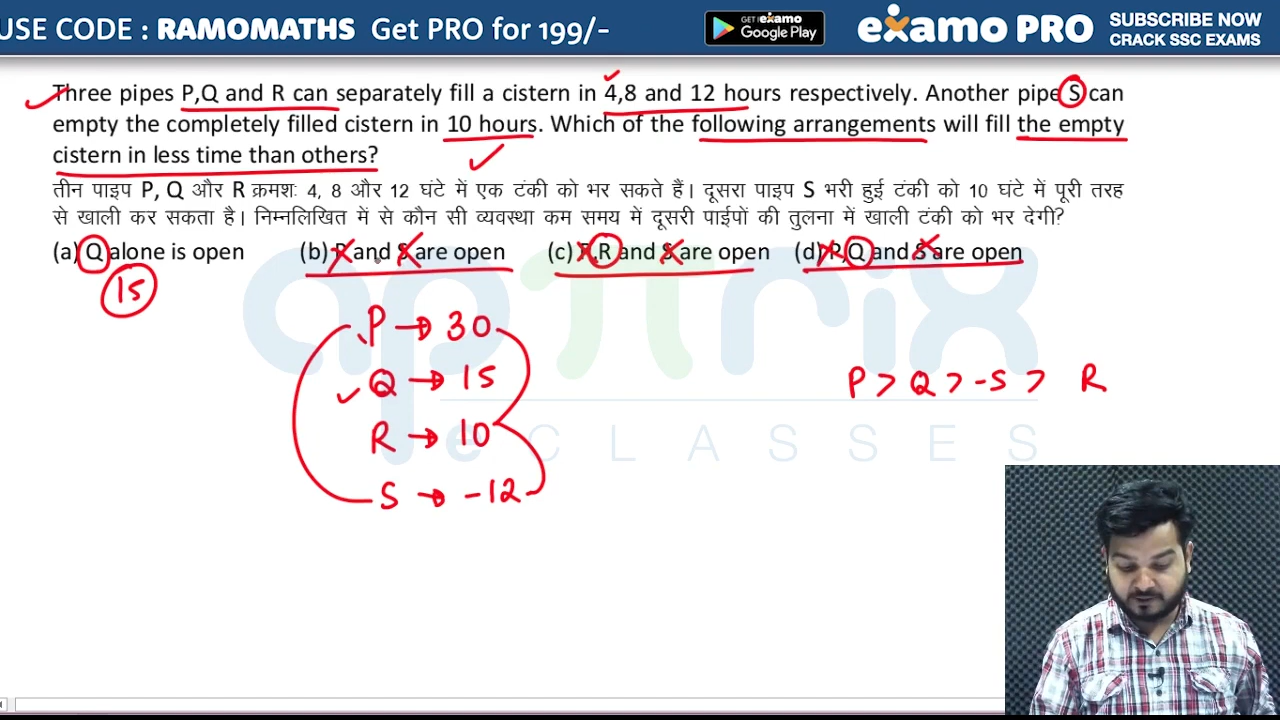 USE CODE : RAMOMATHS Get PRO for 199/-
GET examo
Google Play
examo PRO
SUBSCRIBE NOW
CRACK SSC EXAMS
Three pipes P,Q and R can separately fill a cistern in 4,8 and 12 hours respectively. Another pipe S can
empty the completely filled cistern in 10 hours. Which of the following arrangements will fill the empty
cistern in less time than others?
तीन पाइप P, Q और R क्रमशः 4, 8 और 12 घंटे में एक टंकी को भर सकते हैं। दूसरा पाइप S भरी हुई टंकी को 10 घंटे में पूरी तरह
से खाली कर सकता है। निम्नलिखित में से कौन सी व्यवस्था कम समय में दूसरी पाईपों की तुलना में खाली टंकी को भर देगी?
(a) Q alone is open (b) and S are open (c) R and S are open (d) Q and S are open
15
P → 30
Q → 15
R → 10
S → -12
P > Q > -S > R
e CLASSES